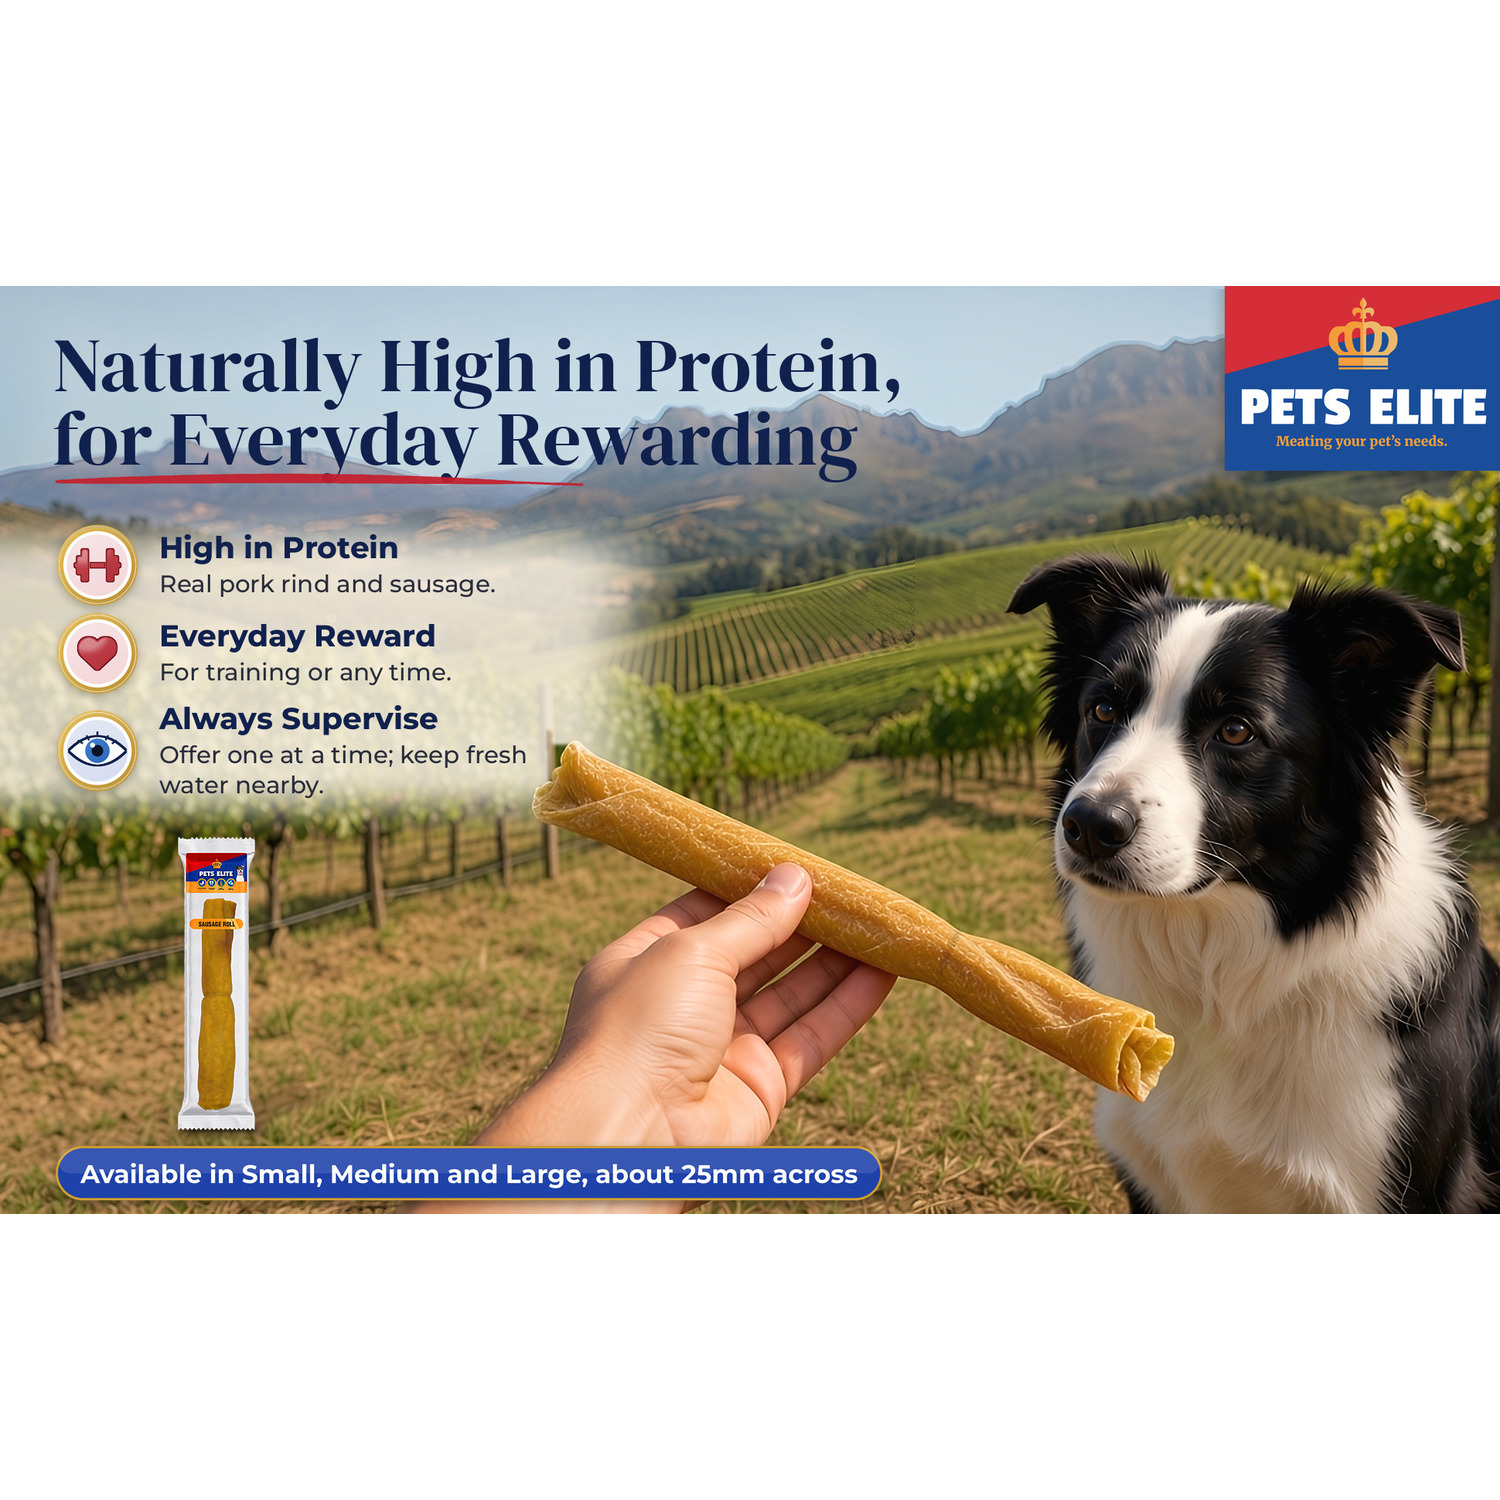 Naturally High in Protein,
for Everyday Rewarding
PETS ELITE
Meating your pet's needs.
High in Protein
Real pork rind and sausage.
Everyday Reward
For training or any time.
Always Supervise
Offer one at a time; keep fresh
water nearby.
PETS ELITE
SAUSAGE ROLL
Available in Small, Medium and Large, about 25mm across